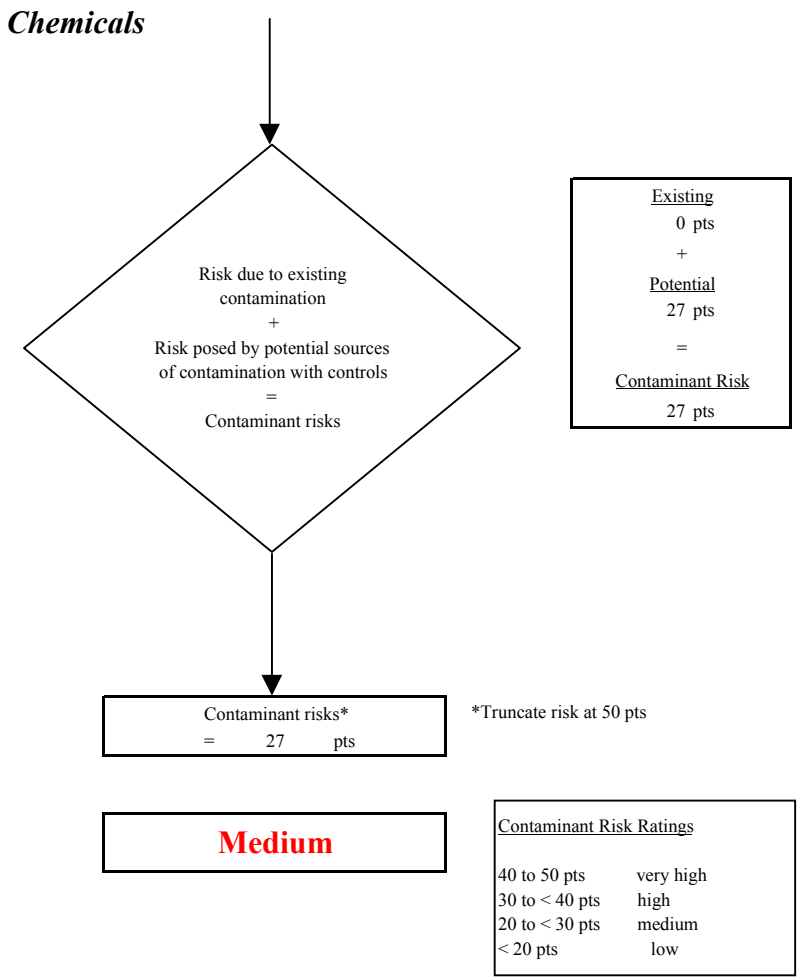 Chemicals
Risk due to existing
contamination
+
Risk posed by potential sources
of contamination with controls
=
Contaminant risks
Existing
0 pts
+
Potential
27 pts
=
Contaminant Risk
27 pts
Contaminant risks*
= 27 pts
*Truncate risk at 50 pts
Medium
Contaminant Risk Ratings
40 to 50 pts very high
30 to < 40 pts high
20 to < 30 pts medium
< 20 pts low